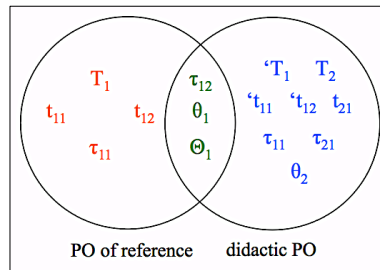 T₁
t₁₁ t₁₂
τ₁₁
τ₁₂
θ₁
Θ₁
‘T₁ T₂
‘t₁₁ ‘t₁₂ t₂₁
τ₁₁ τ₂₁
θ₂
PO of reference didactic PO